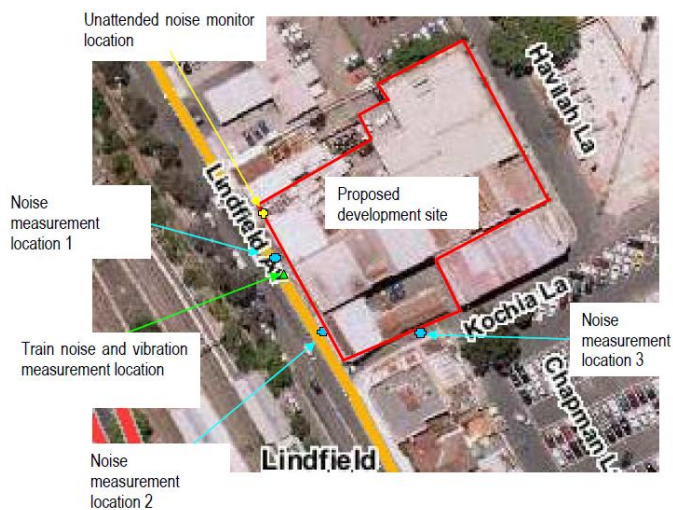 Unattended noise monitor
location
Havilah La
Lindfield A
Noise
measurement
location 1
Proposed
development site
Kochia La
Noise
measurement
location 3
Train noise and vibration
measurement location
Chapman L
Lindfield
Noise
measurement
location 2